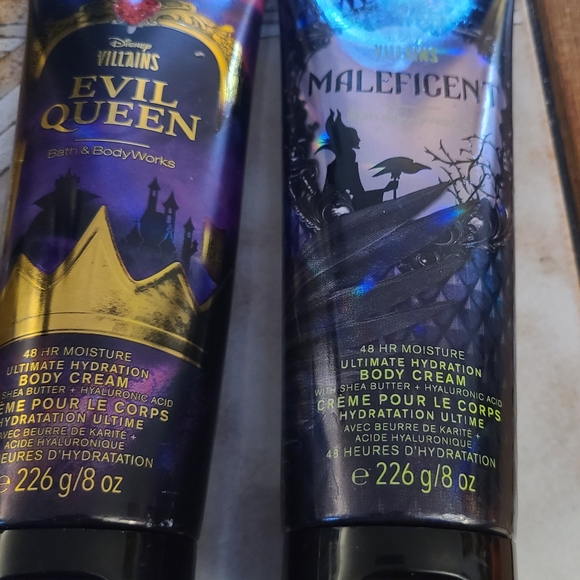 Disney
VILLAINS
EVIL
QUEEN
Bath & BodyWorks
48 HR MOISTURE
ULTIMATE HYDRATION
BODY CREAM
SHEA BUTTER + HYALURONIC ACID
CRÈME POUR LE CORPS
HYDRATATION ULTIME
AVEC BEURRE DE KARITÉ +
ACIDE HYALURONIQUE
HEURES D'HYDRATATION
e 226 g/8 oz
VILLAINS
MALEFICENT
48 HR MOISTURE
ULTIMATE HYDRATION
BODY CREAM
WITH SHEA BUTTER + HYALURONIC ACID
CRÈME POUR LE CORPS
HYDRATATION ULTIME
AVEC BEURRE DE KARITÉ +
ACIDE HYALURONIQUE
48 HEURES D'HYDRATATION
e 226 g/8 oz